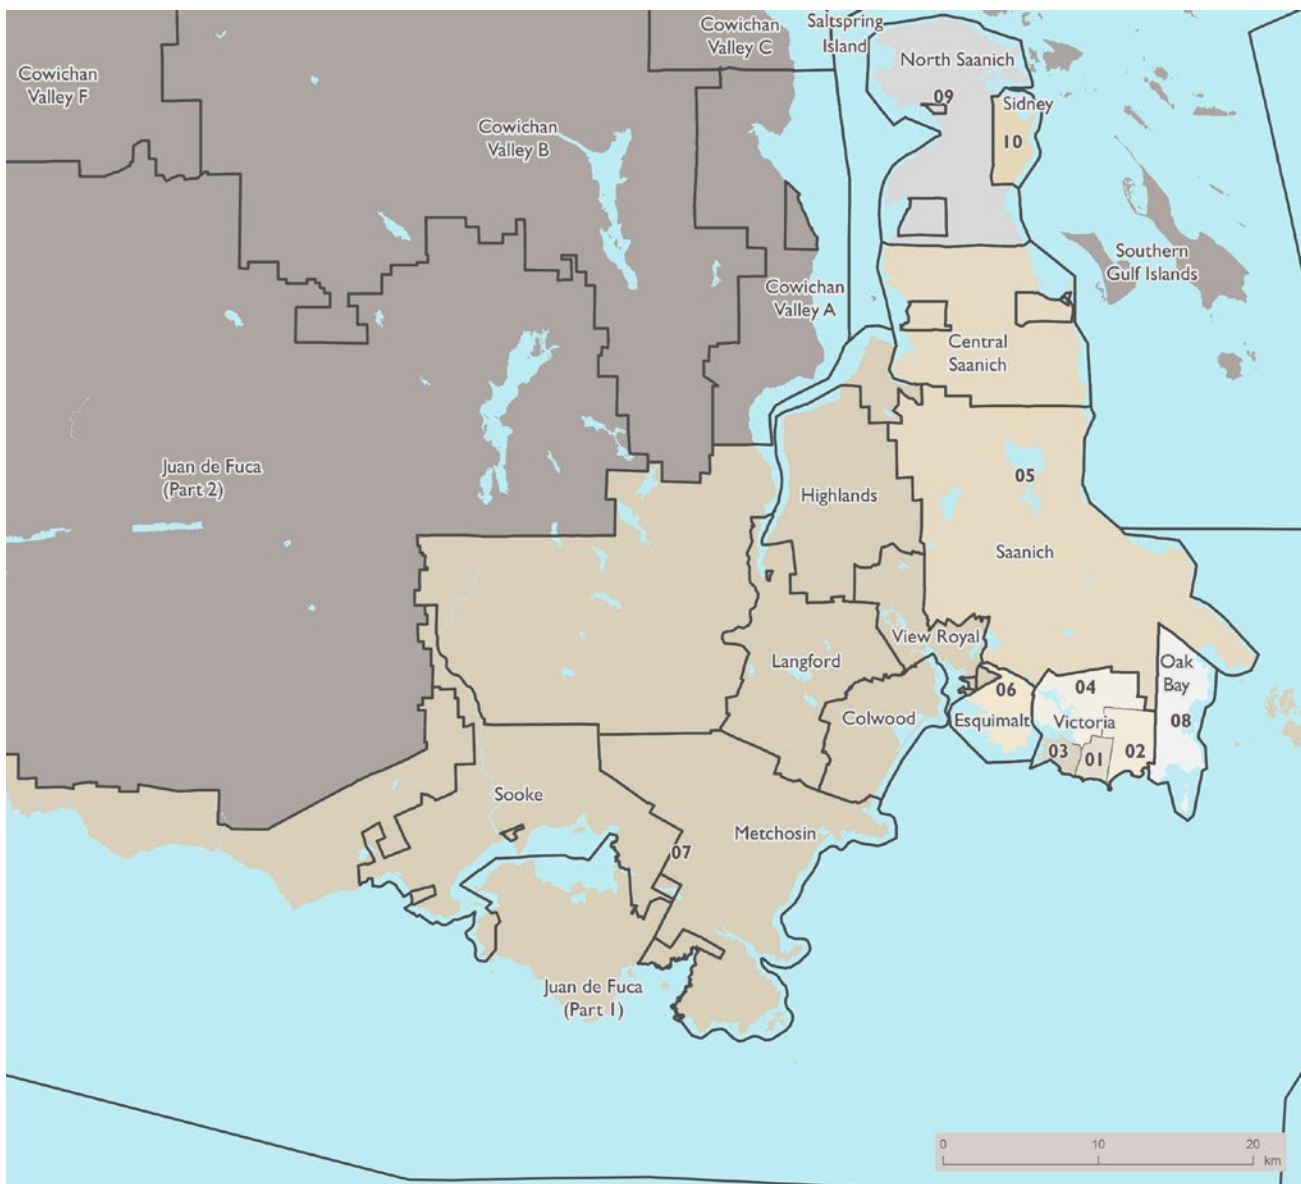 Cowichan
Valley C
Saltspring
Island
North Saanich
Cowichan
Valley F
09
Sidney
10
Cowichan
Valley B
Southern
Gulf Islands
Cowichan
Valley A
Central
Saanich
Juan de Fuca
(Part 2)
Highlands
05
Saanich
View Royal
Langford
Oak
Bay
06
04
Colwood
Esquimalt
Victoria
08
03
01
02
Sooke
Metchosin
07
Juan de Fuca
(Part 1)
0
10
20
km